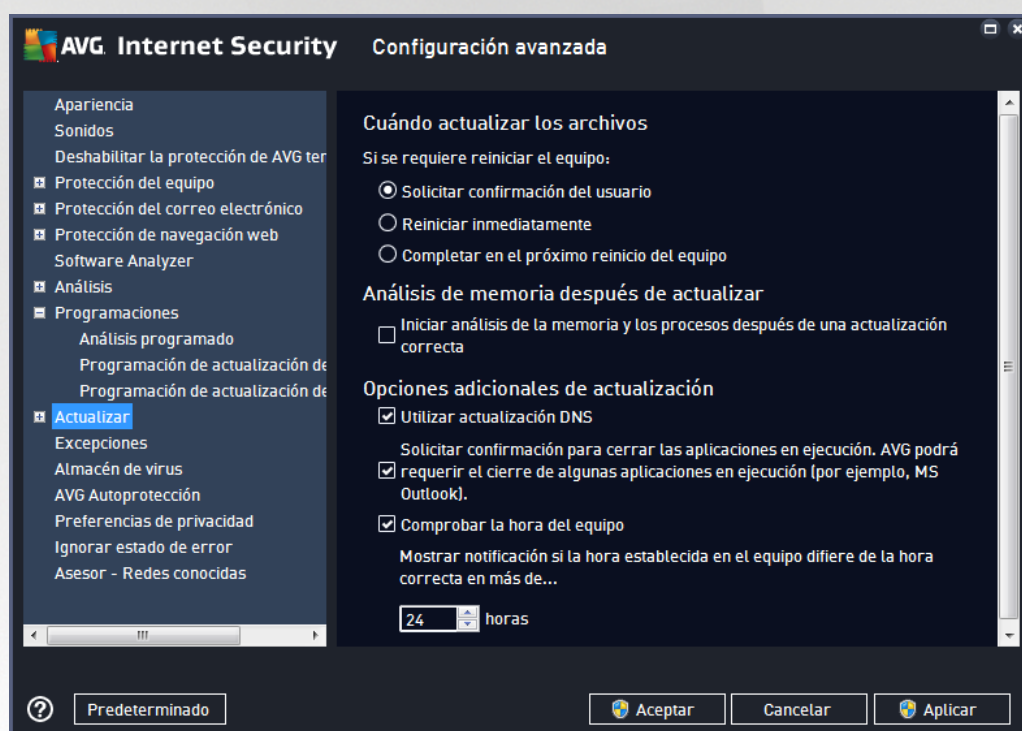 AVG. Internet Security Configuración avanzada
Apariencia
Sonidos
Deshabilitar la protección de AVG ter
Protección del equipo
Protección del correo electrónico
Protección de navegación web
Software Analyzer
Análisis
Programaciones
Análisis programado
Programación de actualización de
Programación de actualización de
Actualizar
Excepciones
Almacén de virus
AVG Autoprotección
Preferencias de privacidad
Ignorar estado de error
Asesor - Redes conocidas
Cuándo actualizar los archivos
Si se requiere reiniciar el equipo:
Solicitar confirmación del usuario
Reiniciar inmediatamente
Completar en el próximo reinicio del equipo
Análisis de memoria después de actualizar
Iniciar análisis de la memoria y los procesos después de una actualización
correcta
Opciones adicionales de actualización
Utilizar actualización DNS
Solicitar confirmación para cerrar las aplicaciones en ejecución. AVG podrá
requerir el cierre de algunas aplicaciones en ejecución (por ejemplo, MS
Outlook).
Comprobar la hora del equipo
Mostrar notificación si la hora establecida en el equipo difiere de la hora
correcta en más de...
24 horas
? Predeterminado Aceptar Cancelar Aplicar